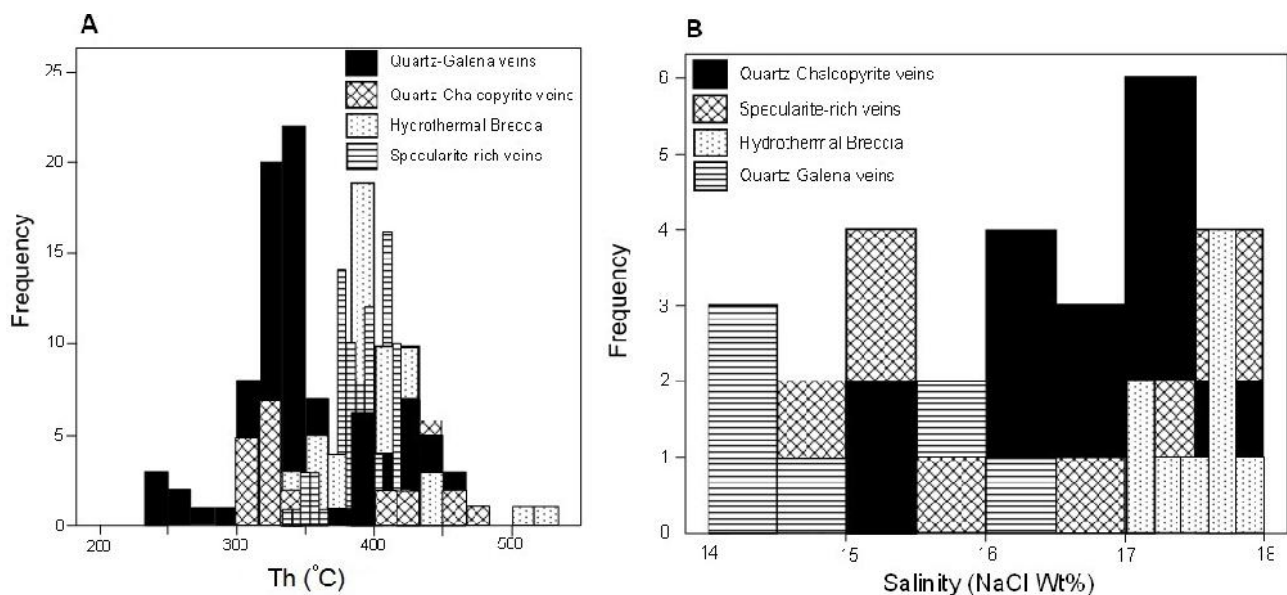 A
25
20
15
10
5
0
Frequency
200
300
400
500
Th (°C)
Quartz-Galena veins
Quartz Cha copyrite veins
Hycrothermal Brecca
Specularite-rich veins
B
6
5
4
3
2
1
0
Frequency
14
15
16
17
18
Salinity (NaCl Wt%)
Quartz Chalcopyrite veins
Specularite-rich veins
Hydrothermal Breccia
Quartz Galena veins